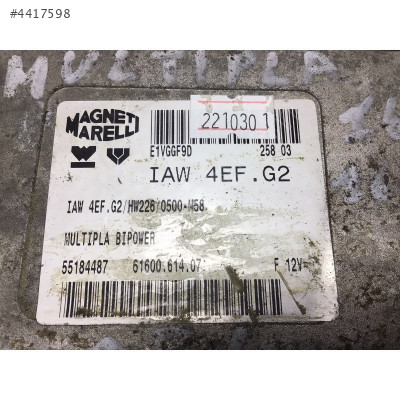 #4417598
MULTIPLA
MAGNETI
MARELLI
221030 1
E1VGGF9D 258 03
IAW 4EF.G2
IAW 4EF.G2/HW226/0500-M58
MULTIPLA BIPOWER
55184487 61600.614.07 F 12V